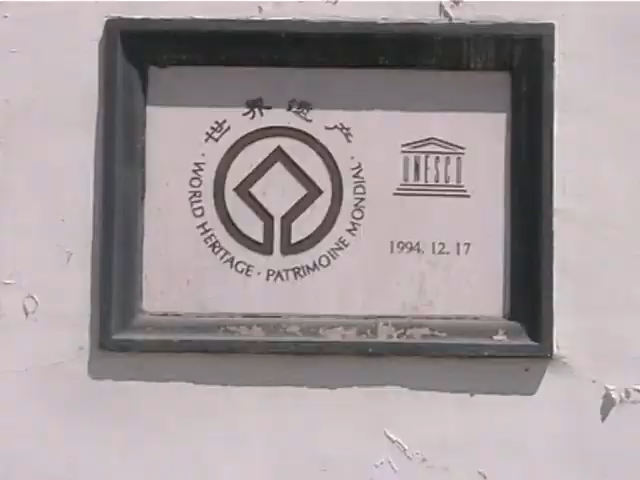 世界遗产
· WORLD HERITAGE · PATRIMOINE MONDIAL ·
UNESCO
1994. 12. 17